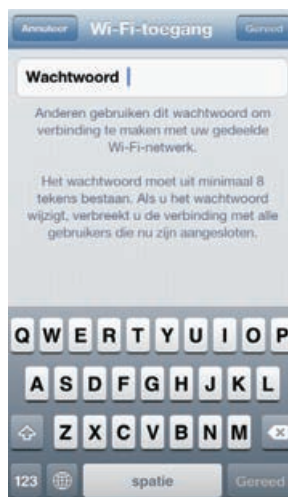 Annuleer Wi-Fi-toegang Gereed
Wachtwoord
Anderen gebruiken dit wachtwoord om
verbinding te maken met uw gedeelde
Wi-Fi-netwerk.
Het wachtwoord moet uit minimaal 8
tekens bestaan. Als u het wachtwoord
wijzigt, verbreekt u de verbinding met alle
gebruikers die nu zijn aangesloten.
Q W E R T Y U I O P
A S D F G H J K L
Z X C V B N M
123 spatie Gereed